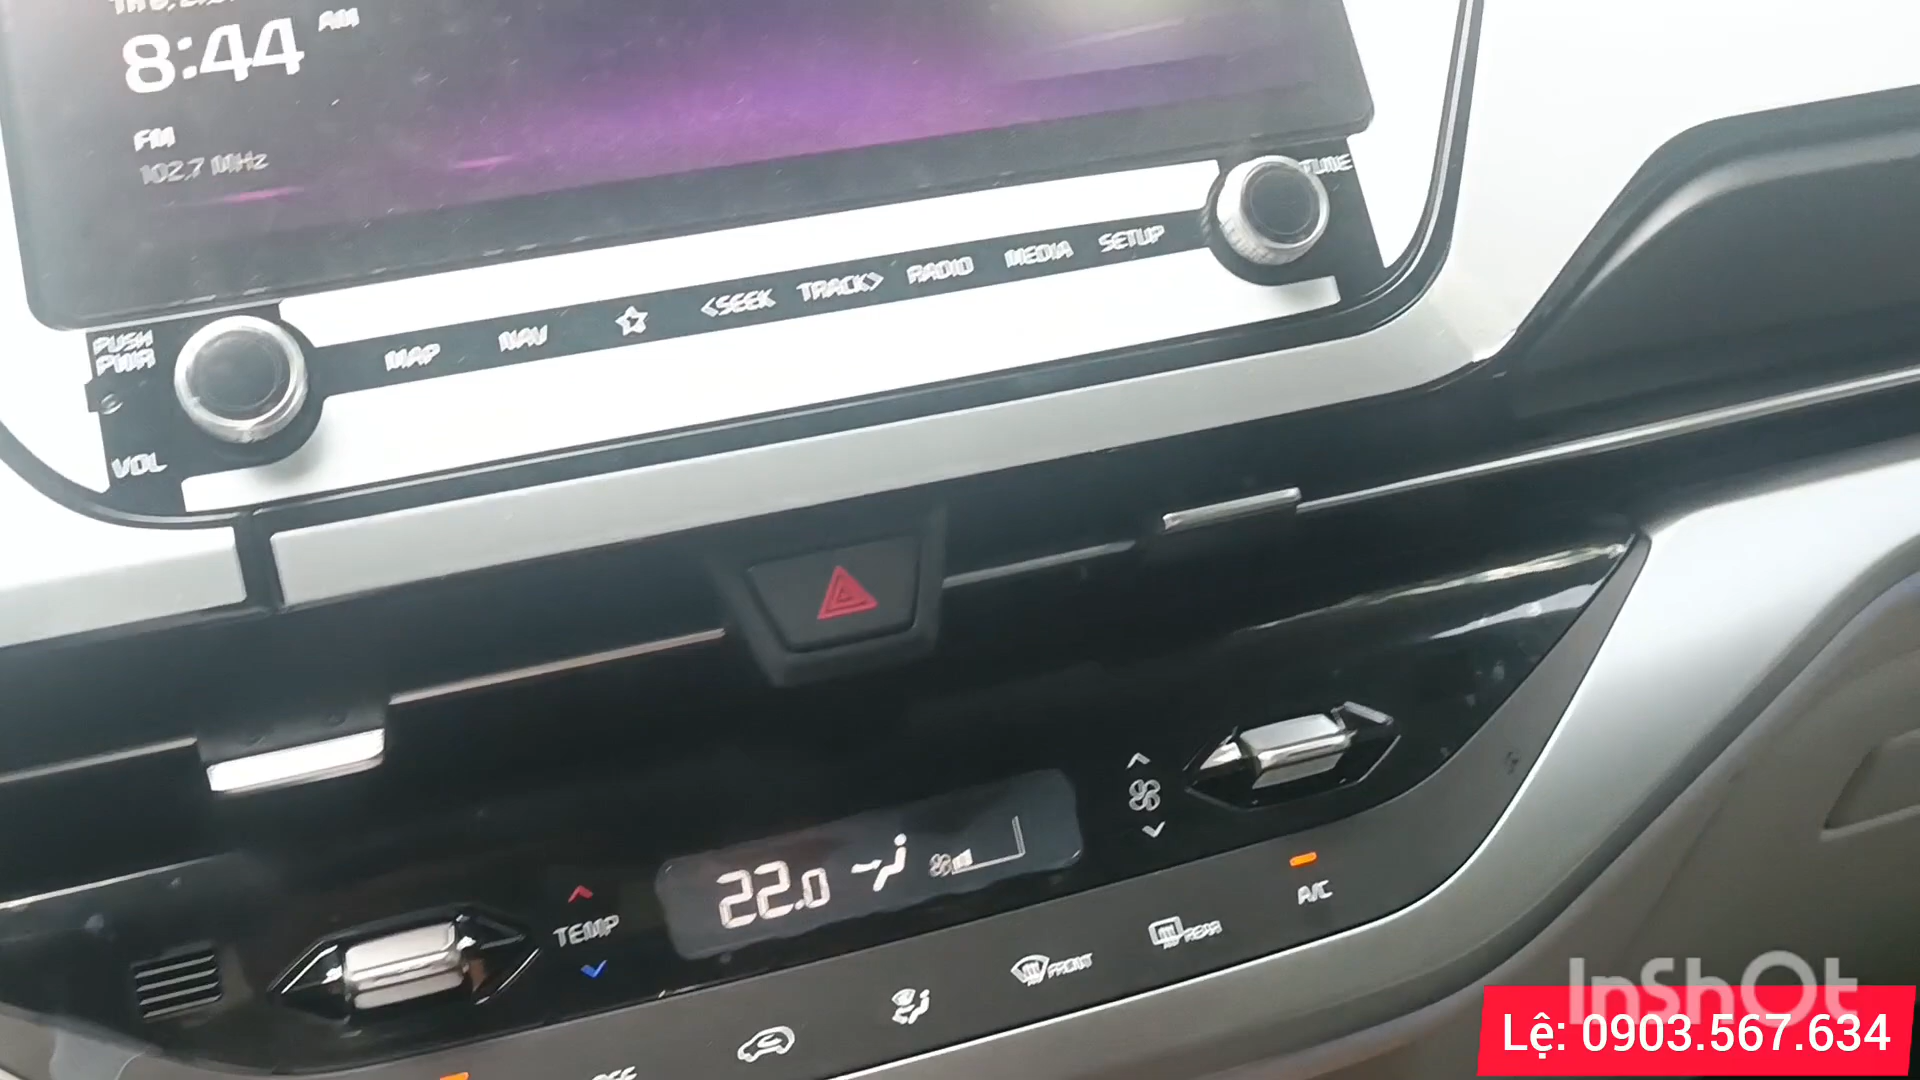 8:44 AM
FM
102.7 MHz
TUNE
PUSH
PWR
VOL
MAP
NAV
<SEEK
TRACK>
RADIO
MEDIA
SETUP
22.0
TEMP
A/C
REAR
FRONT
OFF
InShOt
Lệ: 0903.567.634